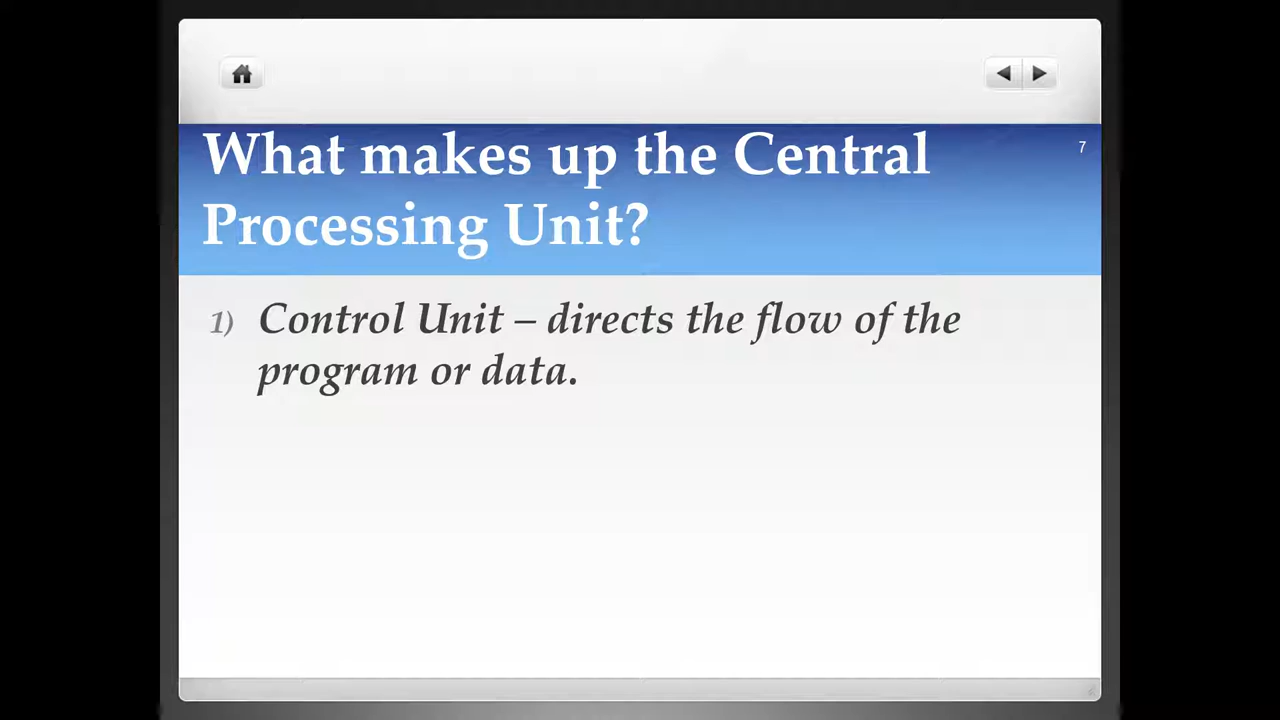 What makes up the Central
7
Processing Unit?
1) Control Unit – directs the flow of the
program or data.